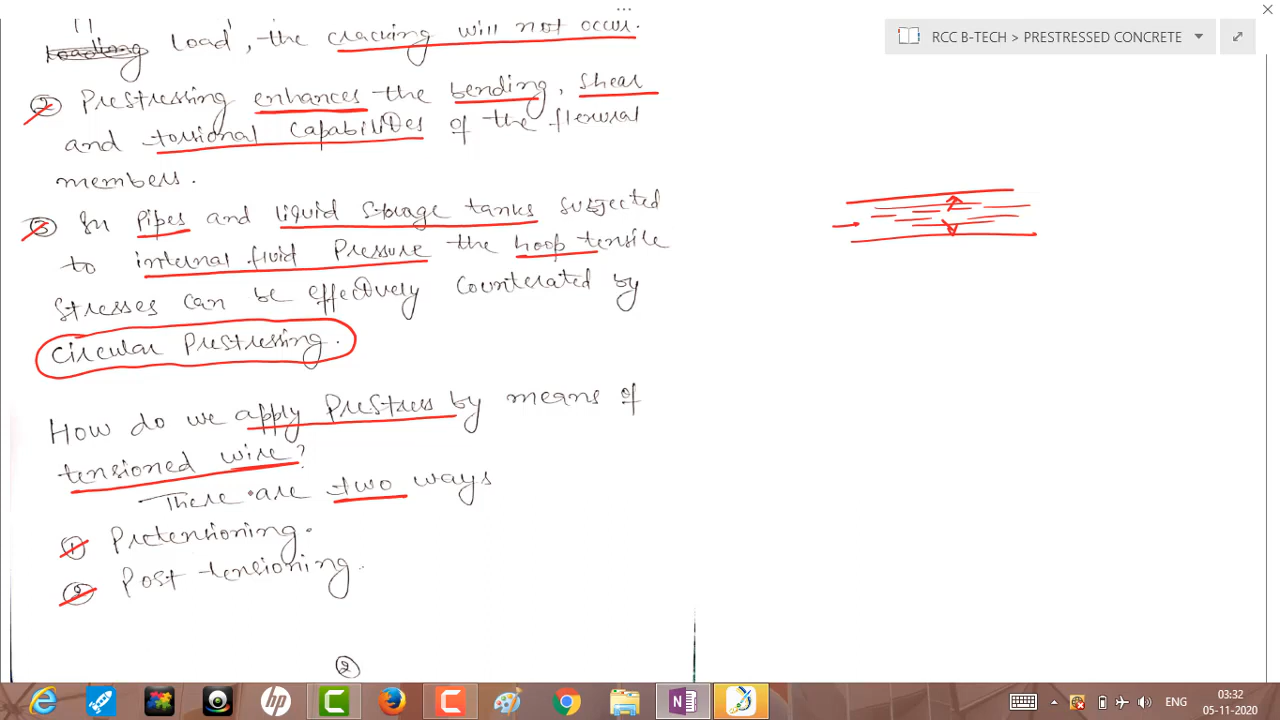 RCC B-TECH > PRESTRESSED CONCRETE
loading load, the cracking will not occur.
② Prestressing enhances the bending, shear
and torsional capabilities of the flexural
members.
③ In pipes and liquid storage tanks subjected
to internal fluid pressure the hoop tensile
stresses can be effectively counterated by
circular prestressing.
How do we apply prestress by means of
tensioned wire?
There are two ways
① Pretensioning.
② Post tensioning.
②
ENG
03:32
05-11-2020